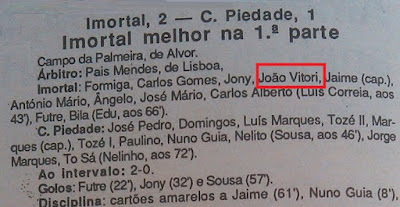 Imortal, 2 — C. Piedade, 1
Imortal melhor na 1.ª parte
Campo da Palmeira, de Alvor.
Árbitro: Pais Mendes, de Lisboa,
Imortal: Formiga, Carlos Gomes, Jony, João Vitori, Jaime (cap.),
António Mário, Ângelo, José Mário, Carlos Alberto (Luís Correia, aos
43'), Futre, Bila (Edu, aos 66').
C. Piedade: José Pedro, Domingos, Luís Marques, Tozé II, Mar-
ques (cap.), Tozé I, Paulino, Nuno Guia, Nelito (Sousa, aos 46'), Jorge
Marques, To Sá (Nelinho, aos 72').
Ao intervalo: 2-0.
Golos: Futre (22'), Jony (32') e Sousa (57').
Disciplina: cartões amarelos a Jaime (61'), Nuno Guia (8'),